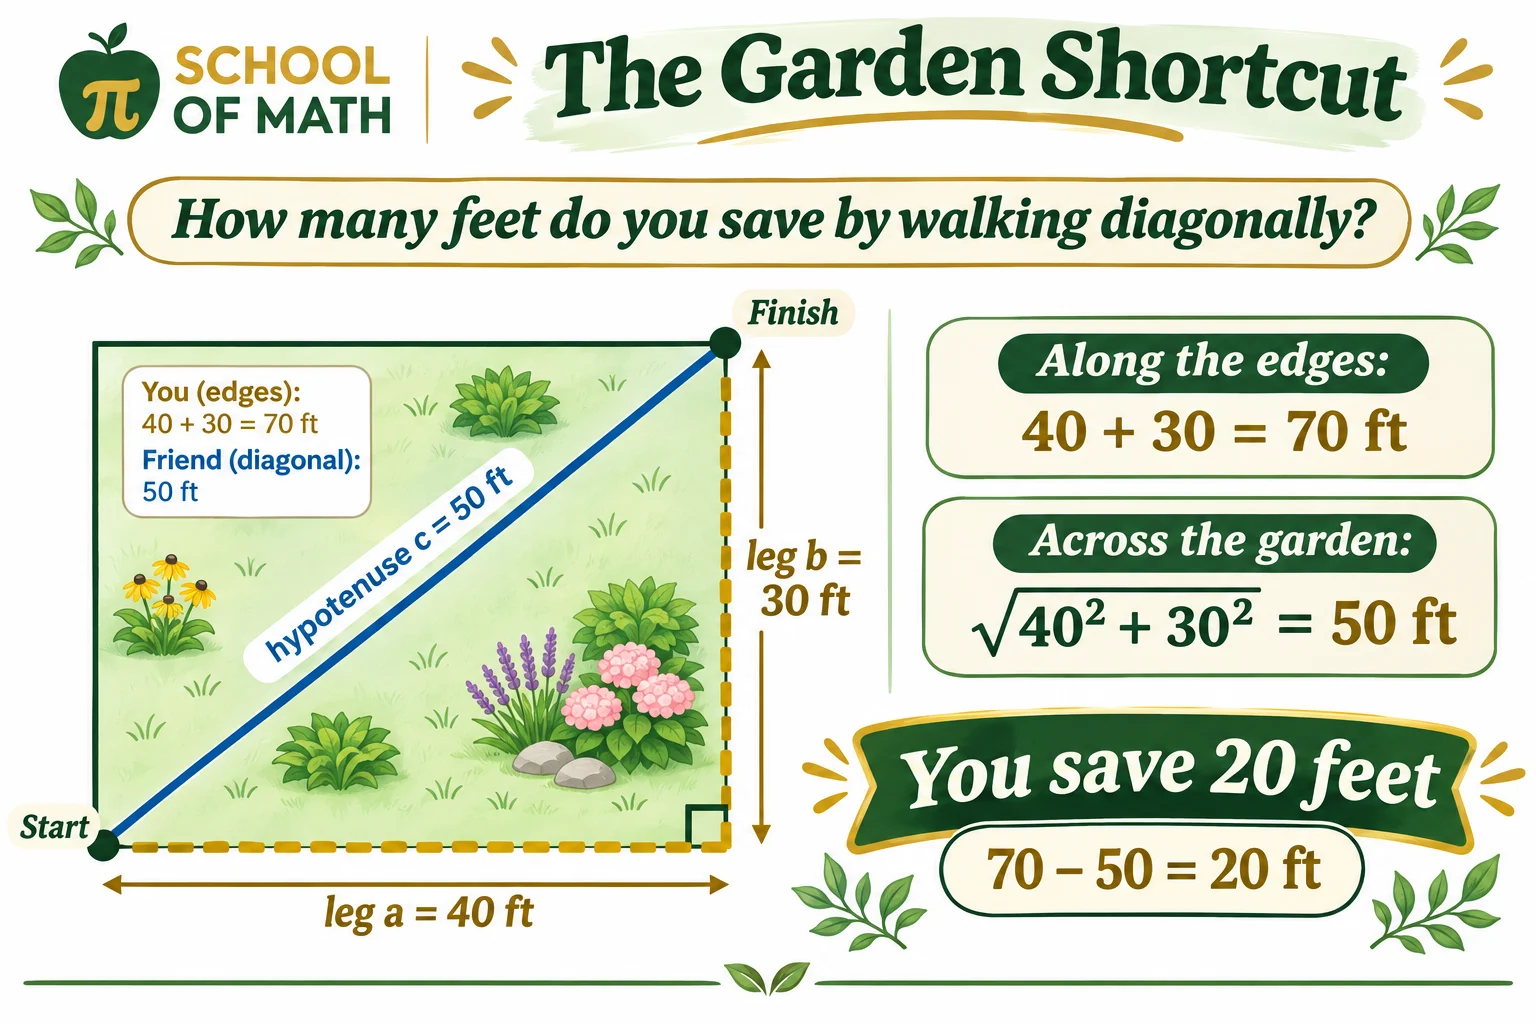 SCHOOL
OF MATH
π
The Garden Shortcut
How many feet do you save by walking diagonally?
Finish
You (edges):
40 + 30 = 70 ft
Friend (diagonal):
50 ft
hypotenuse c = 50 ft
leg b =
30 ft
Start
leg a = 40 ft
Along the edges:
40 + 30 = 70 ft
Across the garden:
√40² + 30² = 50 ft
You save 20 feet
70 – 50 = 20 ft